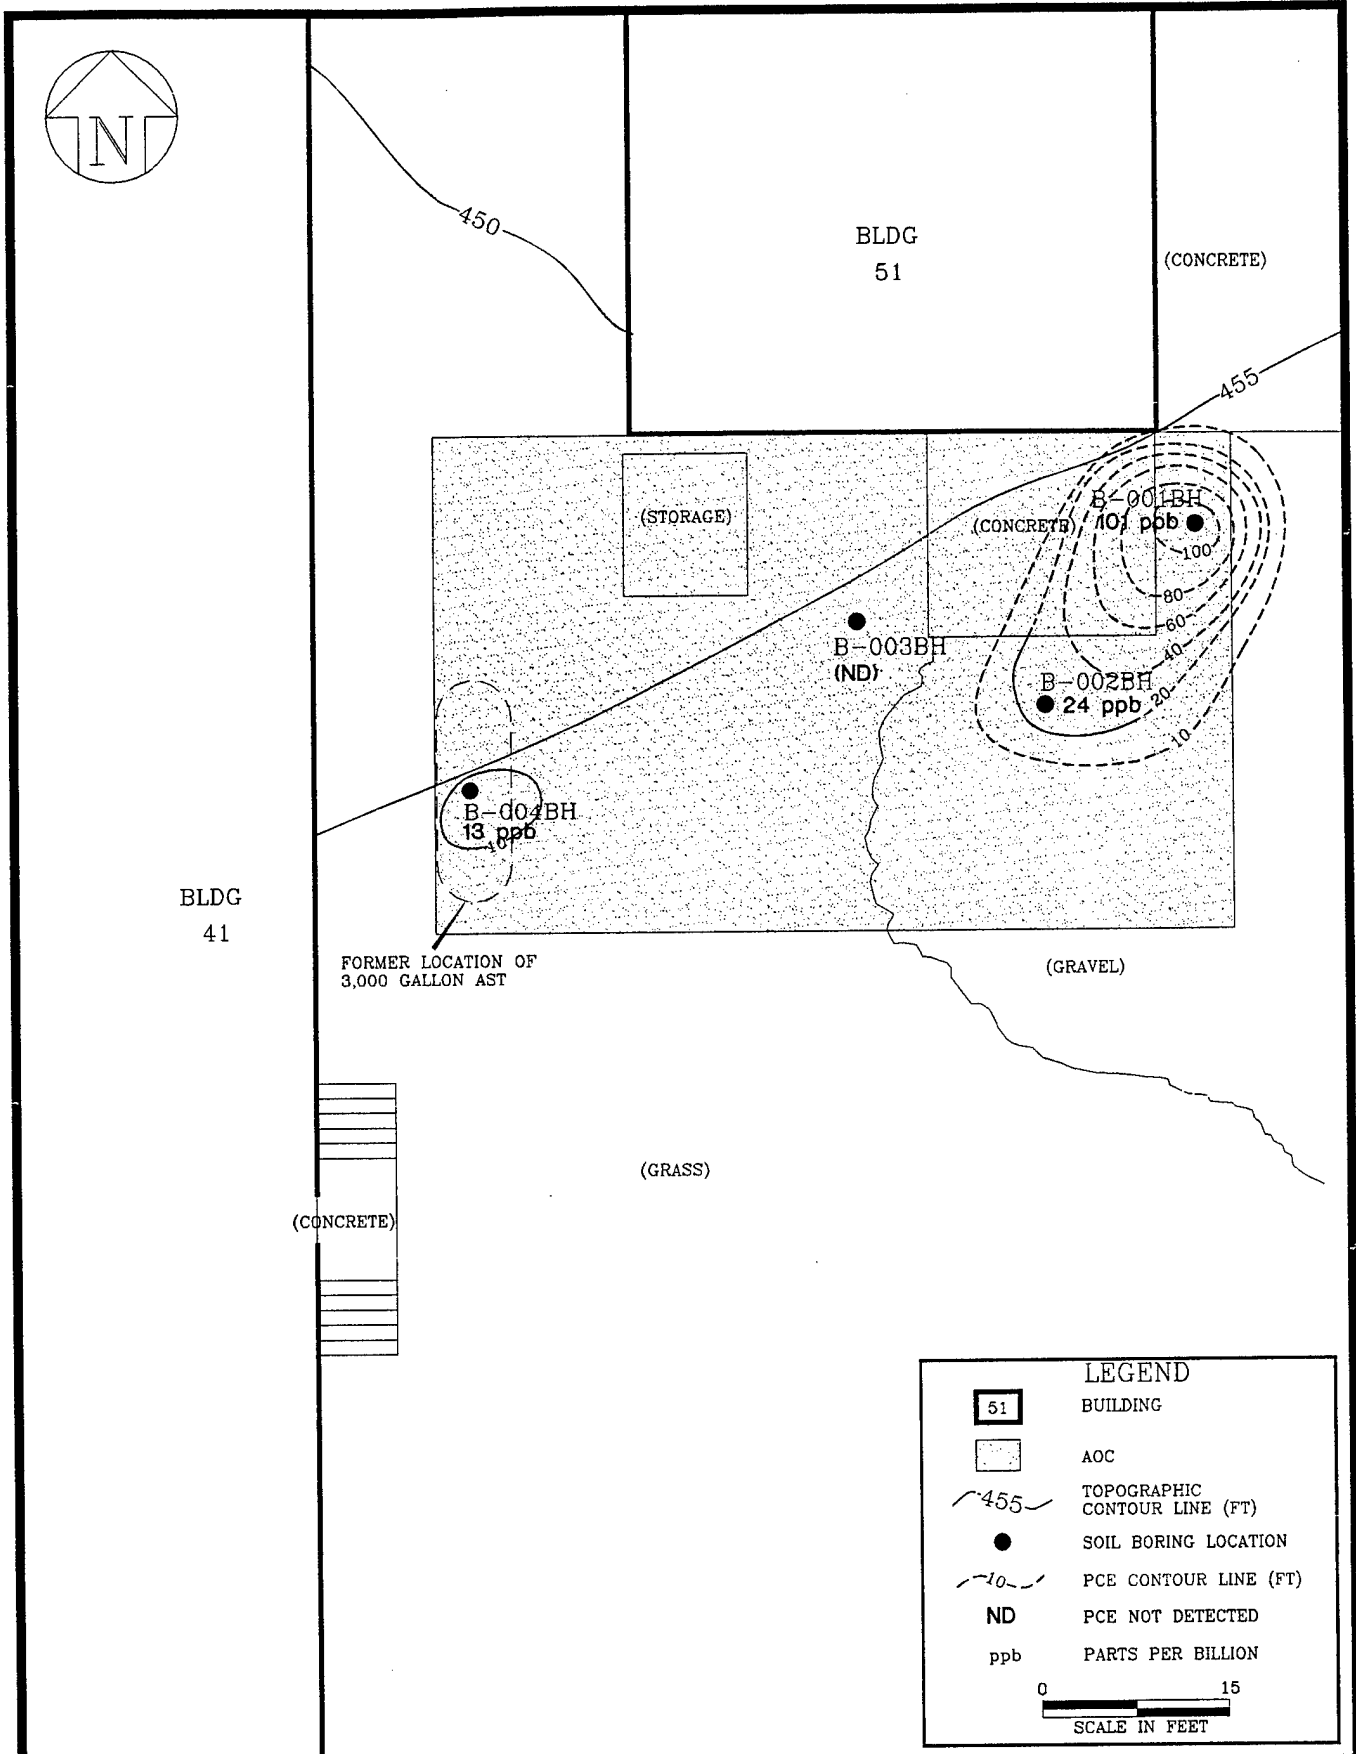 N
450
BLDG
51
(CONCRETE)
455
(STORAGE)
(CONCRETE)
B-001BH
101 ppb
100
80
60
40
20
10
B-003BH
(ND)
B-002BH
24 ppb
B-004BH
13 ppb
10
BLDG
41
FORMER LOCATION OF
3,000 GALLON AST
(GRAVEL)
(GRASS)
(CONCRETE)
LEGEND
51 BUILDING
AOC
455 TOPOGRAPHIC
CONTOUR LINE (FT)
SOIL BORING LOCATION
10 PCE CONTOUR LINE (FT)
ND PCE NOT DETECTED
ppb PARTS PER BILLION
0 15
SCALE IN FEET